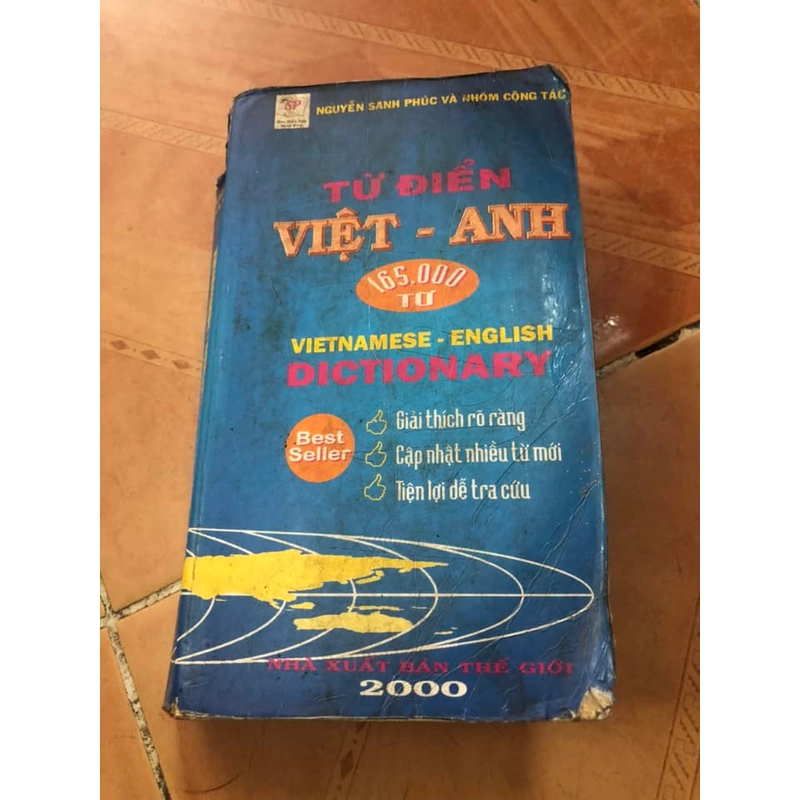 SP
NGUYỄN SANH PHÚC VÀ NHÓM CỘNG TÁC
TỪ ĐIỂN
VIỆT - ANH
165.000
TỪ
VIETNAMESE - ENGLISH
DICTIONARY
Best
Seller
Giải thích rõ ràng
Cập nhật nhiều từ mới
Tiện lợi dễ tra cứu
NHÀ XUẤT BẢN THẾ GIỚI
2000